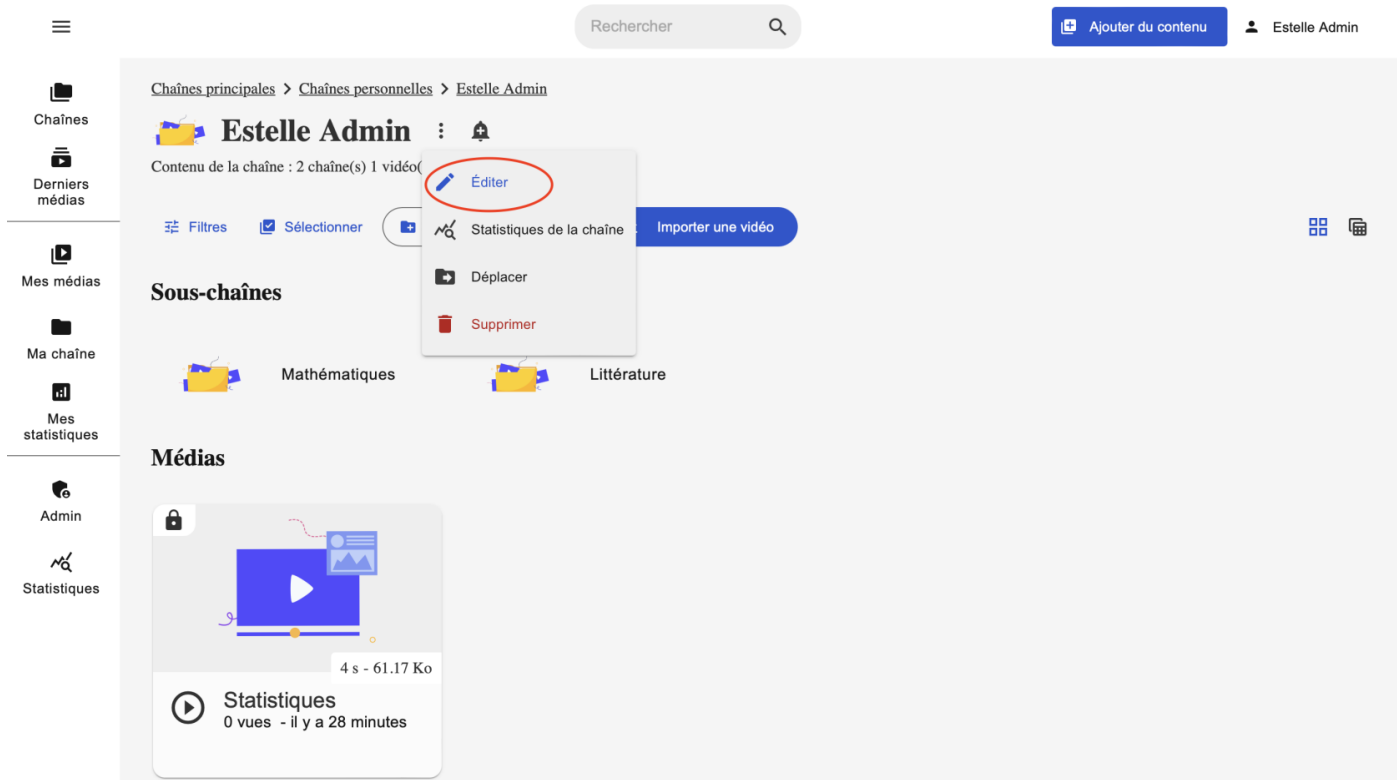 Rechercher
Ajouter du contenu
Estelle Admin
Chaînes
Derniers
médias
Mes médias
Ma chaîne
Mes
statistiques
Admin
Statistiques
Chaînes principales > Chaînes personnelles > Estelle Admin
Estelle Admin
Contenu de la chaîne : 2 chaîne(s) 1 vidéo(
Éditer
Statistiques de la chaîne
Déplacer
Supprimer
Filtres
Sélectionner
Importer une vidéo
Sous-chaînes
Mathématiques
Littérature
Médias
4 s - 61.17 Ko
Statistiques
0 vues - il y a 28 minutes